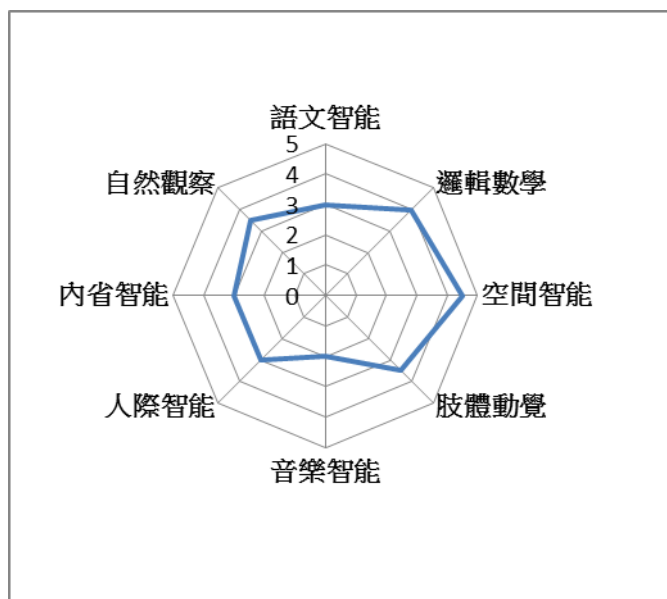 語文智能
5
自然觀察
4
邏輯數學
3
2
1
內省智能
0
空間智能
人際智能
肢體動覺
音樂智能